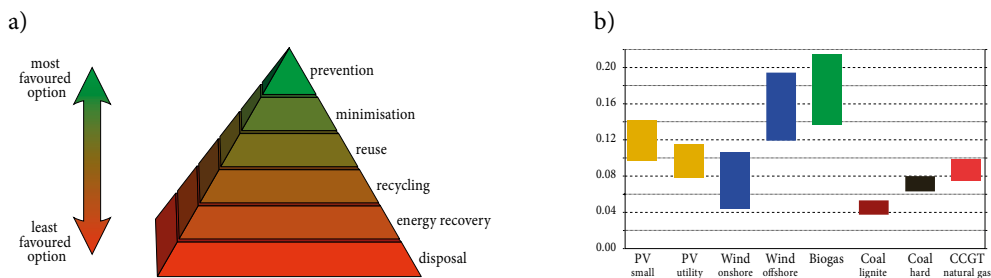 a)
most
favoured
option
least
favoured option
prevention
minimisation
reuse
recycling
energy recovery
disposal
b)
0.20
0.16
0.12
0.08
0.04
0.00
PV
small
PV
utility
Wind
onshore
Wind
offshore
Biogas
Coal
lignite
Coal
hard
CCGT
natural gas